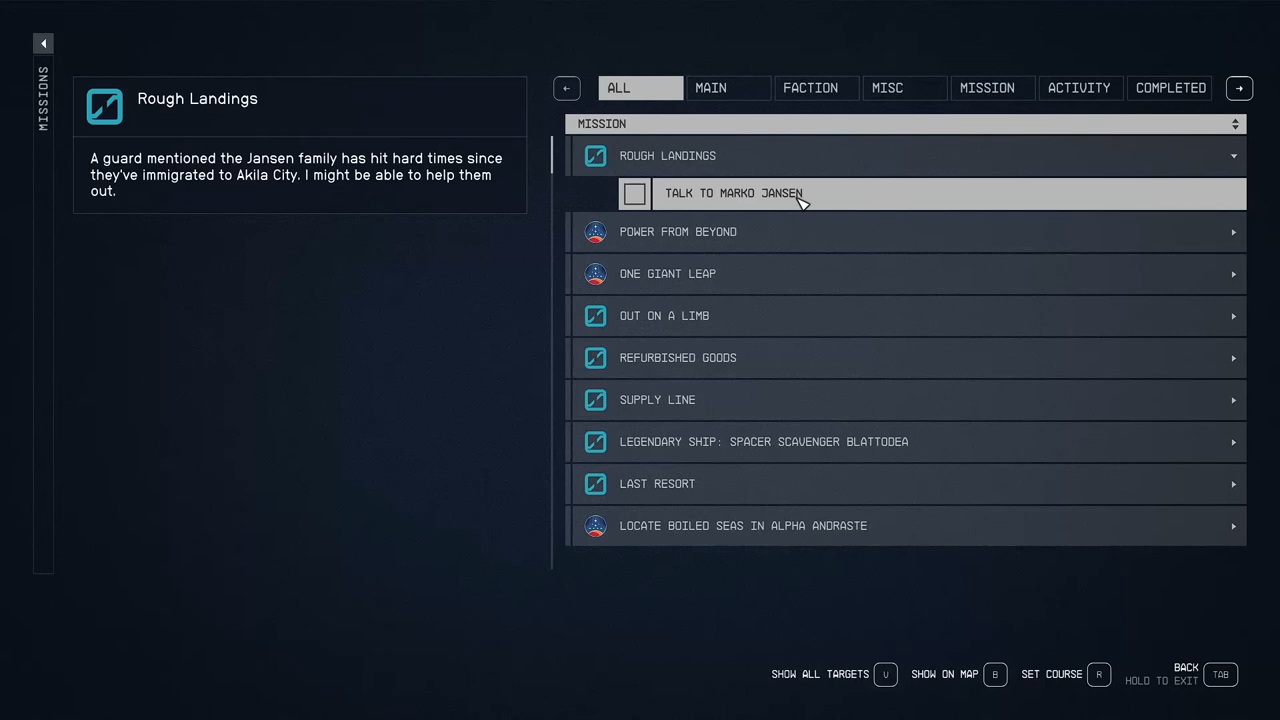 MISSIONS
Rough Landings
A guard mentioned the Jansen family has hit hard times since
they've immigrated to Akila City. I might be able to help them
out.
ALL MAIN FACTION MISC MISSION ACTIVITY COMPLETED
MISSION
ROUGH LANDINGS
TALK TO MARKO JANSEN
POWER FROM BEYOND
ONE GIANT LEAP
OUT ON A LIMB
REFURBISHED GOODS
SUPPLY LINE
LEGENDARY SHIP: SPACER SCAVENGER BLATTODEA
LAST RESORT
LOCATE BOILED SEAS IN ALPHA ANDRASTE
SHOW ALL TARGETS V SHOW ON MAP B SET COURSE R BACK TAB
HOLD TO EXIT